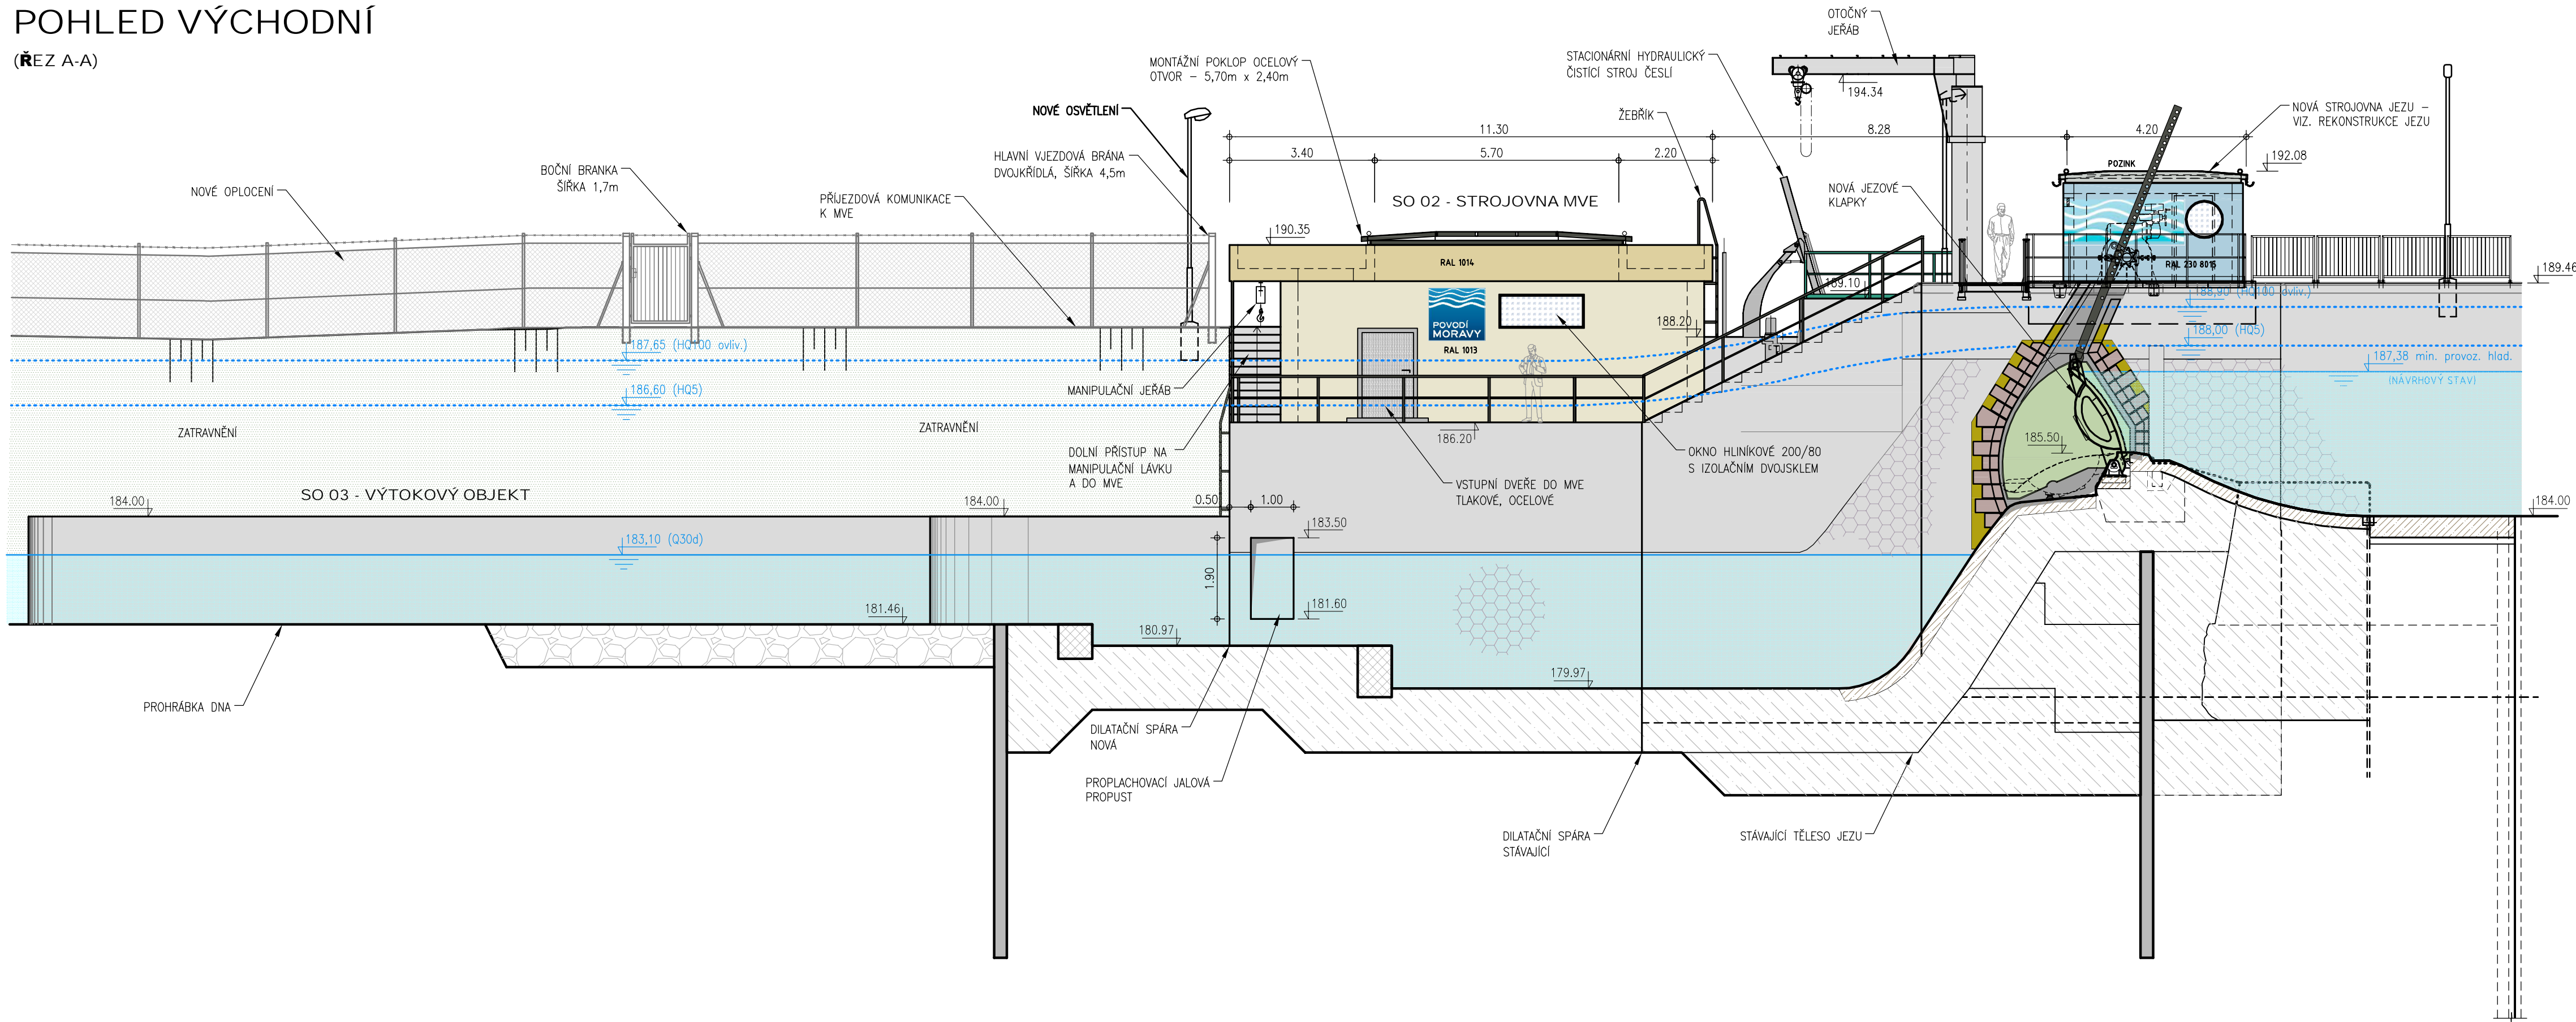 POHLED VÝCHODNÍ
(ŘEZ A-A)
OTOČNÝ
JEŘÁB
STACIONÁRNÍ HYDRAULICKÝ
ČISTÍCÍ STROJ ČESLÍ
MONTÁŽNÍ POKLOP OCELOVÝ
OTVOR – 5,70m x 2,40m
194.34
NOVÉ OSVĚTLENÍ
ŽEBŘÍK
NOVÁ STROJOVNA JEZU –
VIZ. REKONSTRUKCE JEZU
11.30
8.28
4.20
3.40
5.70
2.20
HLAVNÍ VJEZDOVÁ BRÁNA
DVOJKŘÍDLÁ, ŠÍŘKA 4,5m
BOČNÍ BRANKA
ŠÍŘKA 1,7m
NOVÉ OPLOCENÍ
PŘÍJEZDOVÁ KOMUNIKACE
K MVE
POZINK
192.08
NOVÁ JEZOVÉ
KLAPKY
SO 02 - STROJOVNA MVE
190.35
RAL 1014
RAL 230 8015
189.46
189.10
188,90 (HQ100 ovliv.)
POVODÍ
MORAVY
RAL 1013
188.20
188,00 (HQ5)
187,65 (HQ100 ovliv.)
187,38 min. provoz. hlad.
(NÁVRHOVÝ STAV)
186,60 (HQ5)
MANIPULAČNÍ JEŘÁB
ZATRAVNĚNÍ
ZATRAVNĚNÍ
186.20
185.50
DOLNÍ PŘÍSTUP NA
MANIPULAČNÍ LÁVKU
A DO MVE
OKNO HLINÍKOVÉ 200/80
S IZOLAČNÍM DVOJSKLEM
VSTUPNÍ DVEŘE DO MVE
TLAKOVÉ, OCELOVÉ
SO 03 - VÝTOKOVÝ OBJEKT
184.00
184.00
0.50
1.00
184.00
183.50
183,10 (Q30d)
1.90
181.60
181.46
180.97
179.97
PROHRÁBKA DNA
DILATAČNÍ SPÁRA
NOVÁ
PROPLACHOVACÍ JALOVÁ
PROPUST
DILATAČNÍ SPÁRA
STÁVAJÍCÍ
STÁVAJÍCÍ TĚLESO JEZU